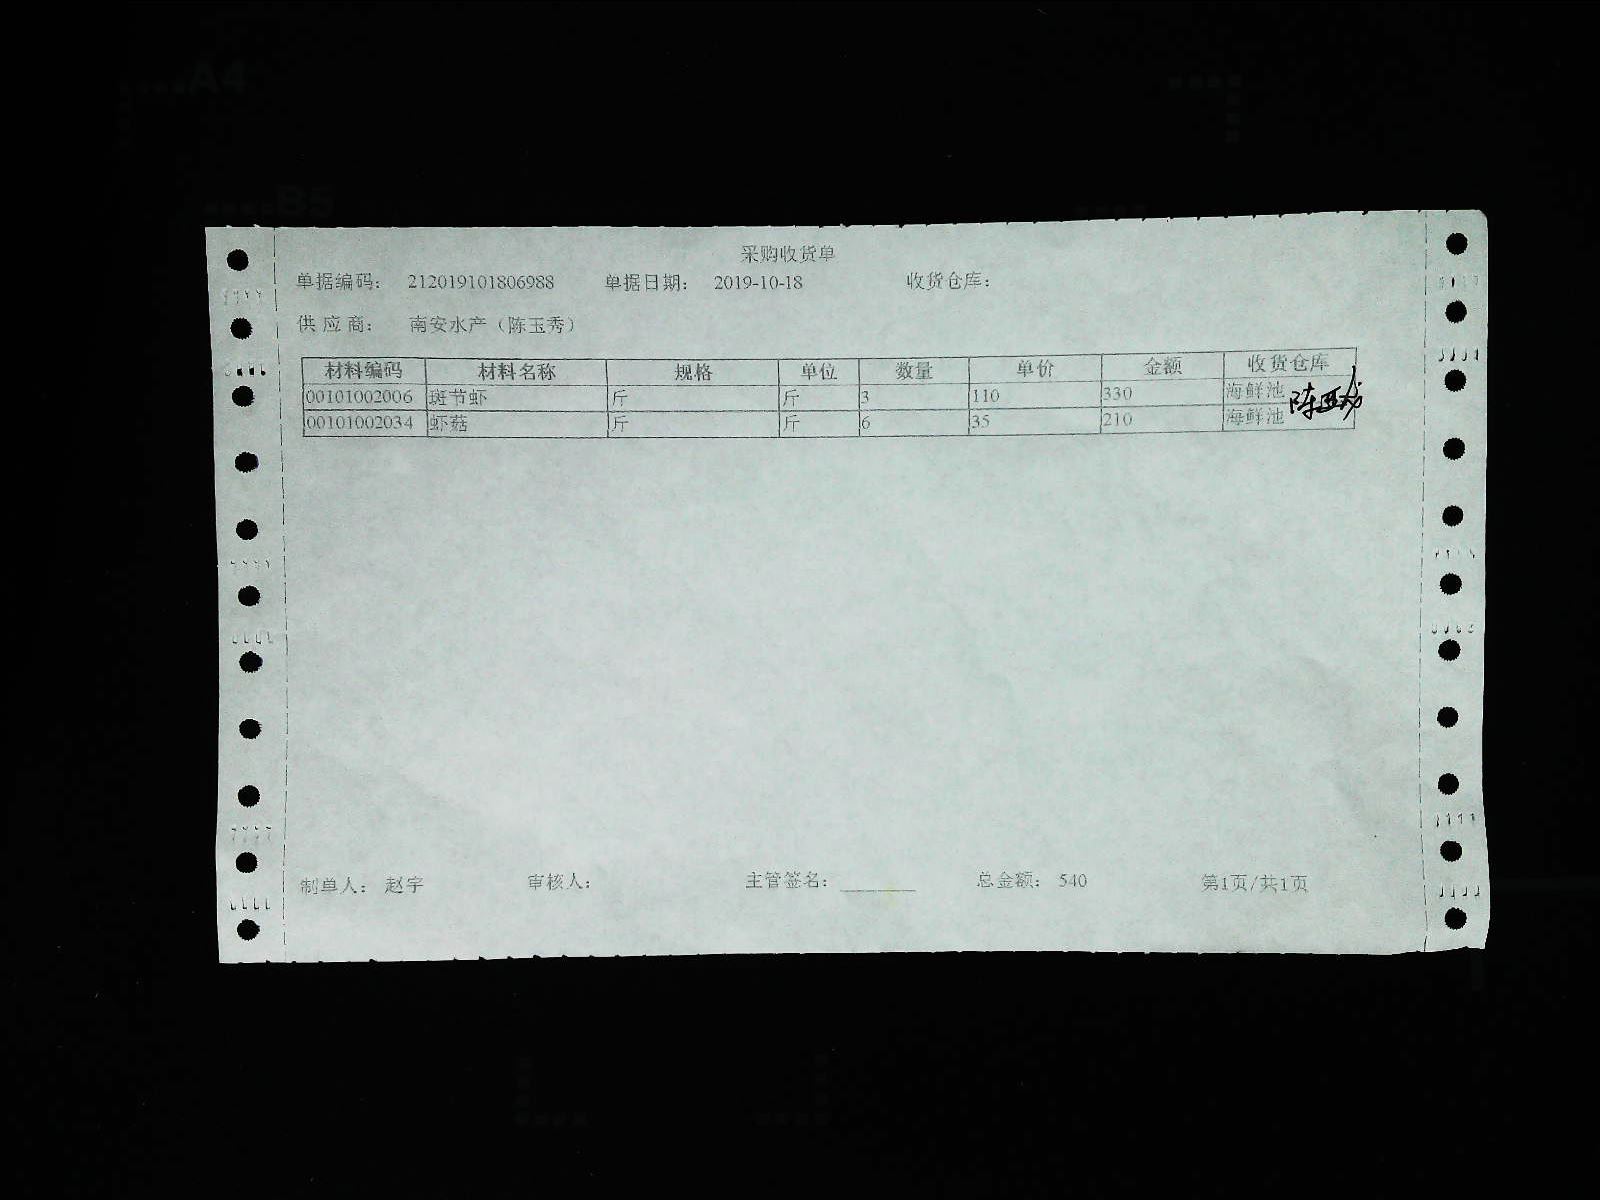 采购收货单
单据编码: 212019101806988 单据日期: 2019-10-18 收货仓库:
供应商: 南安水产（陈玉秀）
材料编码 材料名称 规格 单位 数量 单价 金额 收货仓库
00101002006 斑节虾 斤 斤 3 110 330 海鲜池
00101002034 虾菇 斤 斤 6 35 210 海鲜池
制单人: 赵宇 审核人: 主管签名: ________ 总金额: 540 第1页/共1页